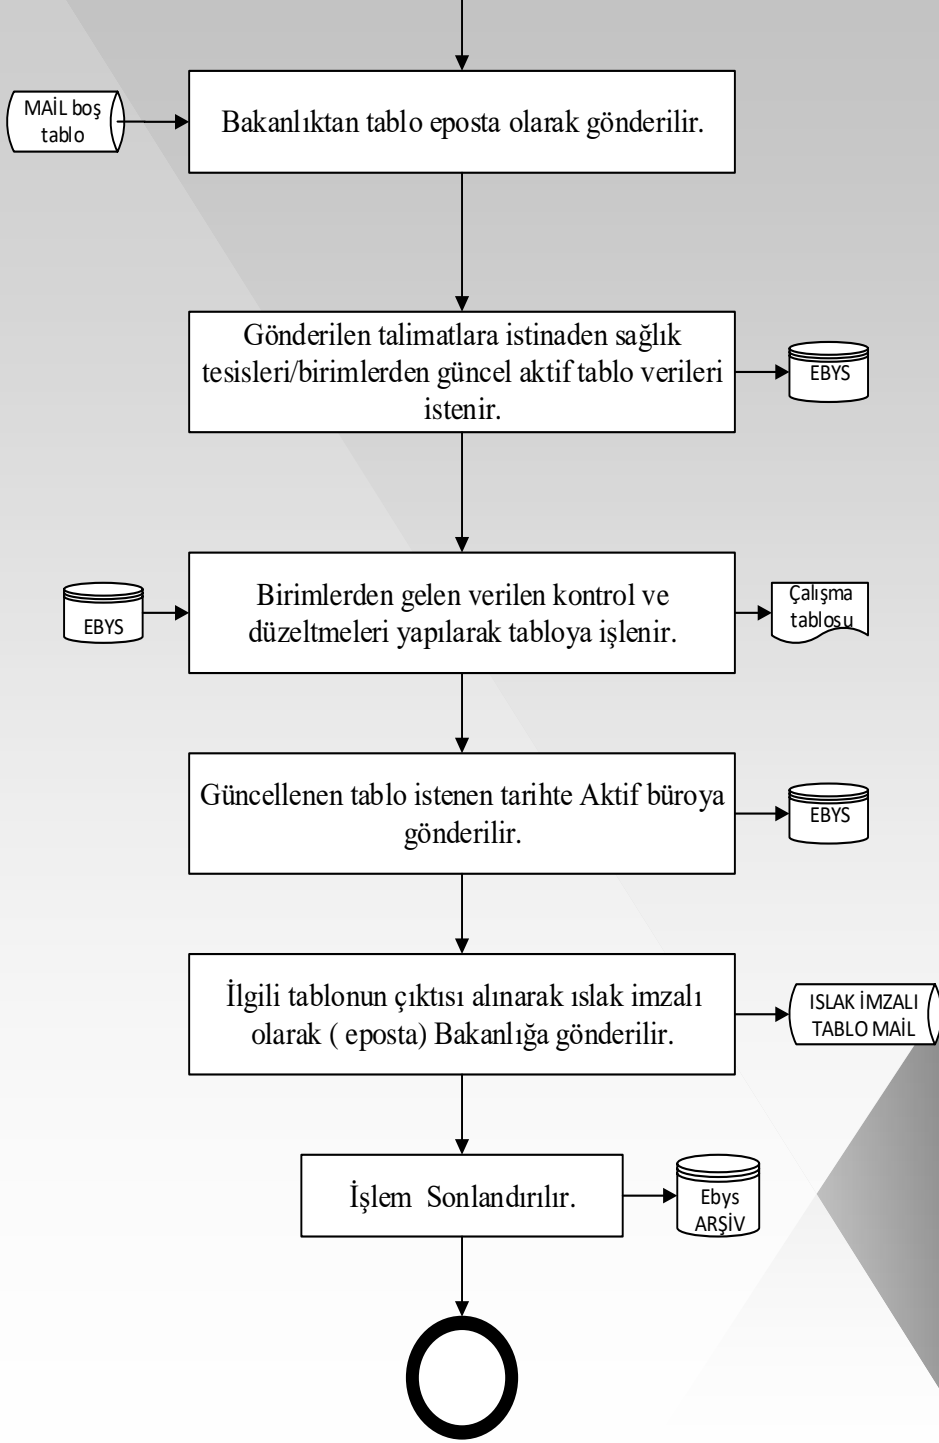 MAİL boş
tablo
Bakanlıktan tablo eposta olarak gönderilir.
Gönderilen talimatlara istinaden sağlık
tesisleri/birimlerden güncel aktif tablo verileri
istenir.
EBYS
EBYS
Birimlerden gelen verilen kontrol ve
düzeltmeleri yapılarak tabloya işlenir.
Çalışma
tablosu
Güncellenen tablo istenen tarihte Aktif büroya
gönderilir.
EBYS
İlgili tablonun çıktısı alınarak ıslak imzalı
olarak ( eposta) Bakanlığa gönderilir.
ISLAK İMZALI
TABLO MAİL
İşlem Sonlandırılır.
Ebys
ARŞİV